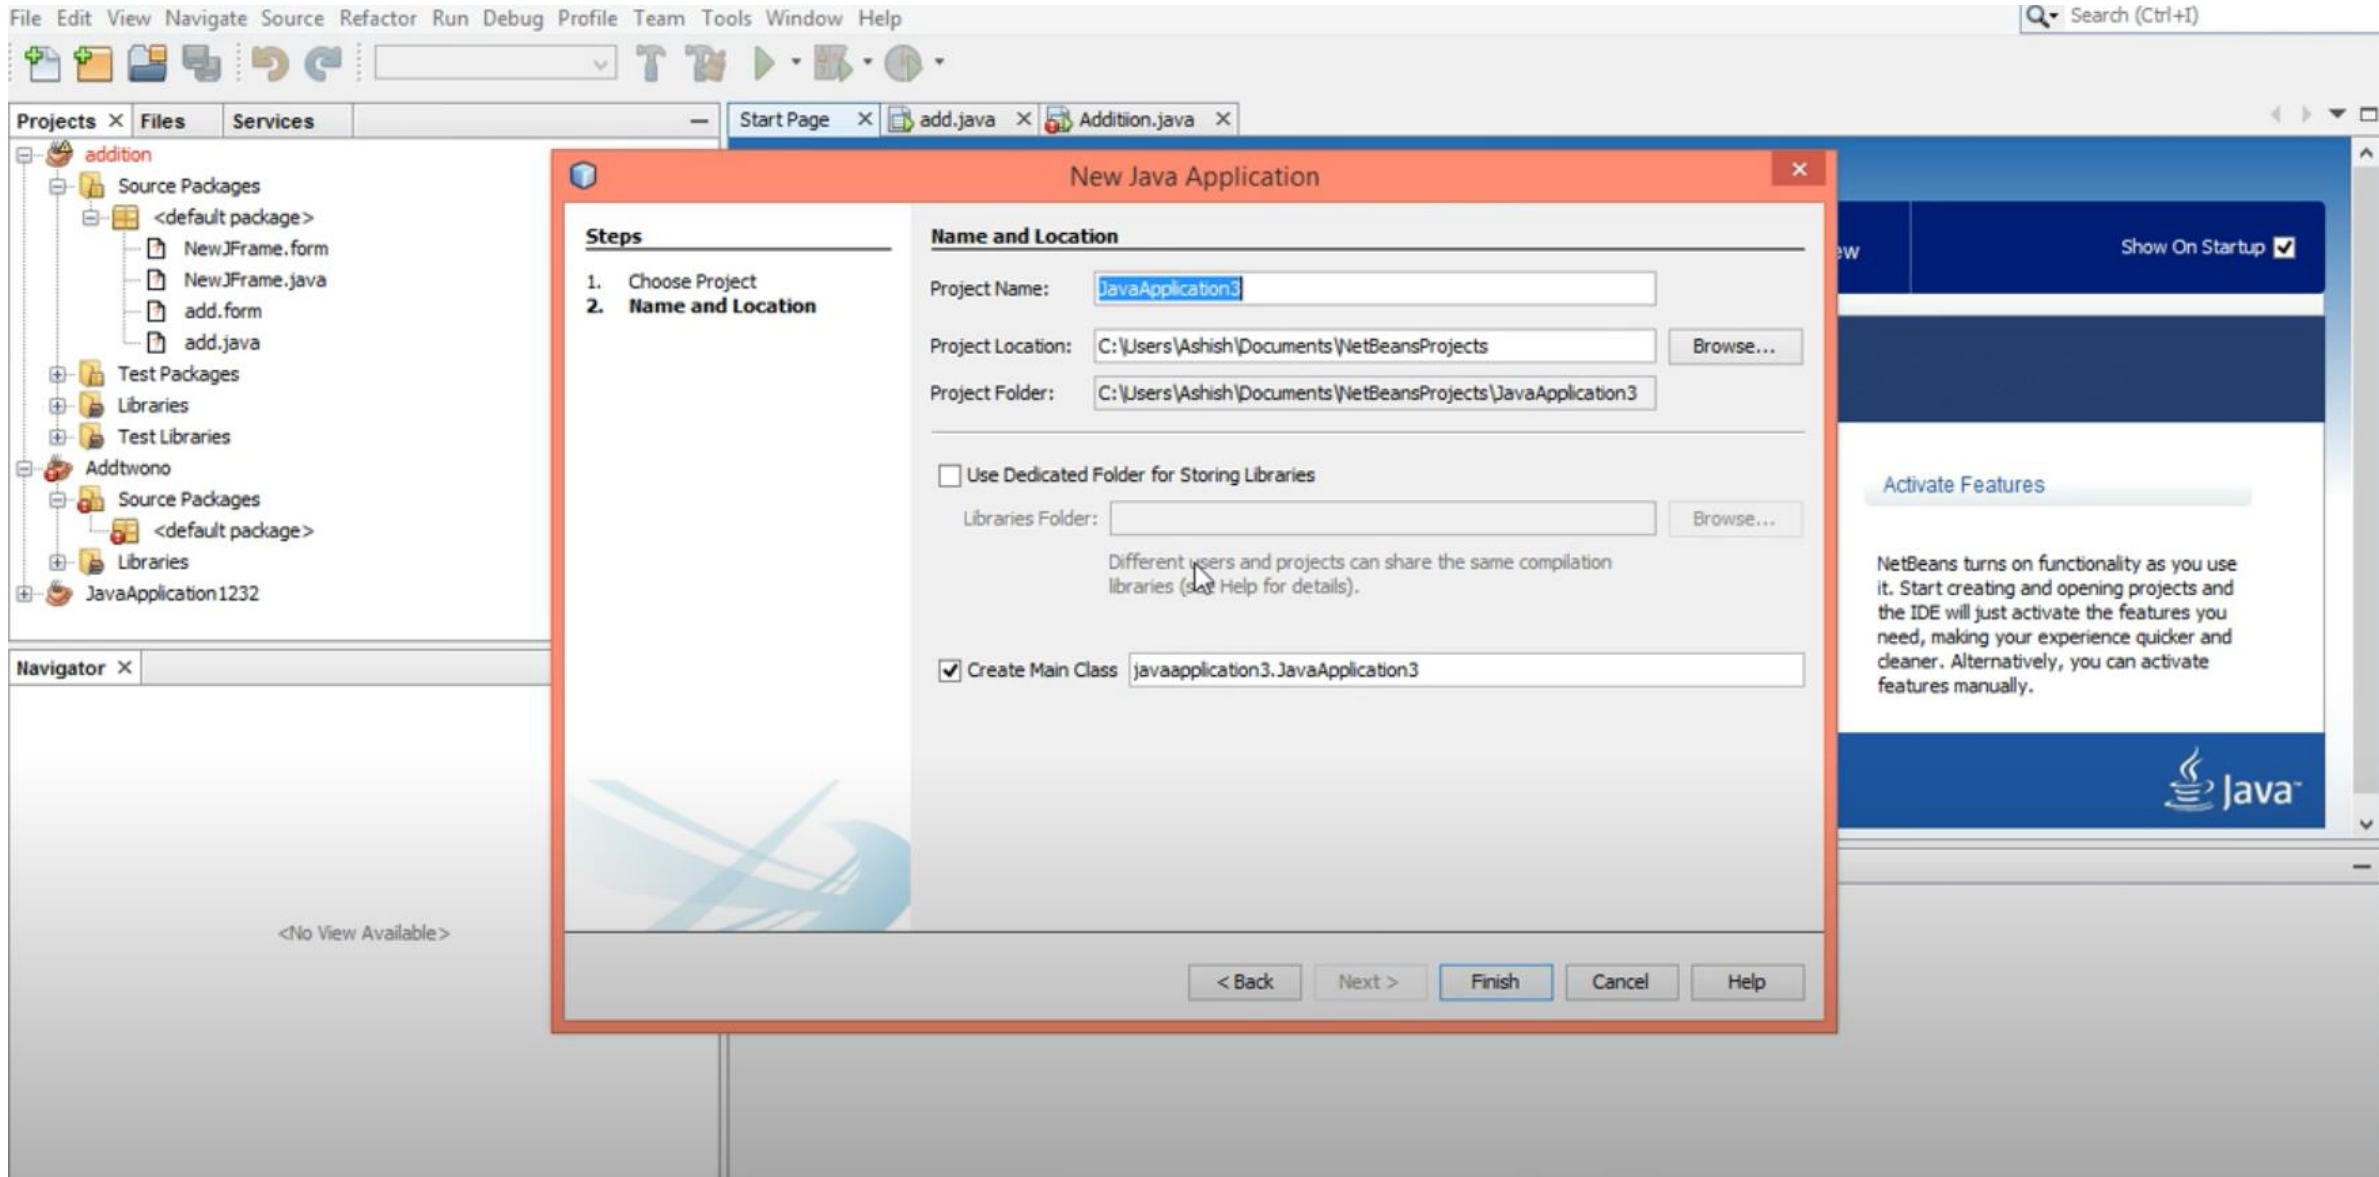 File Edit View Navigate Source Refactor Run Debug Profile Team Tools Window Help
Search (Ctrl+I)
Projects Files Services
Start Page add.java Additiion.java
addition
Source Packages
<default package>
NewJFrame.form
NewJFrame.java
add.form
add.java
Test Packages
Libraries
Test Libraries
Addtwono
Source Packages
<default package>
Libraries
JavaApplication1232
Navigator
<No View Available>
New Java Application
Steps
1. Choose Project
2. Name and Location
Name and Location
Project Name: JavaApplication3
Project Location: C:\Users\Ashish\Documents\NetBeansProjects Browse...
Project Folder: C:\Users\Ashish\Documents\NetBeansProjects\JavaApplication3
Use Dedicated Folder for Storing Libraries
Libraries Folder: Browse...
Different users and projects can share the same compilation
libraries (see Help for details).
Create Main Class javaapplication3.JavaApplication3
< Back Next > Finish Cancel Help
Show On Startup
Activate Features
NetBeans turns on functionality as you use
it. Start creating and opening projects and
the IDE will just activate the features you
need, making your experience quicker and
cleaner. Alternatively, you can activate
features manually.
Java™